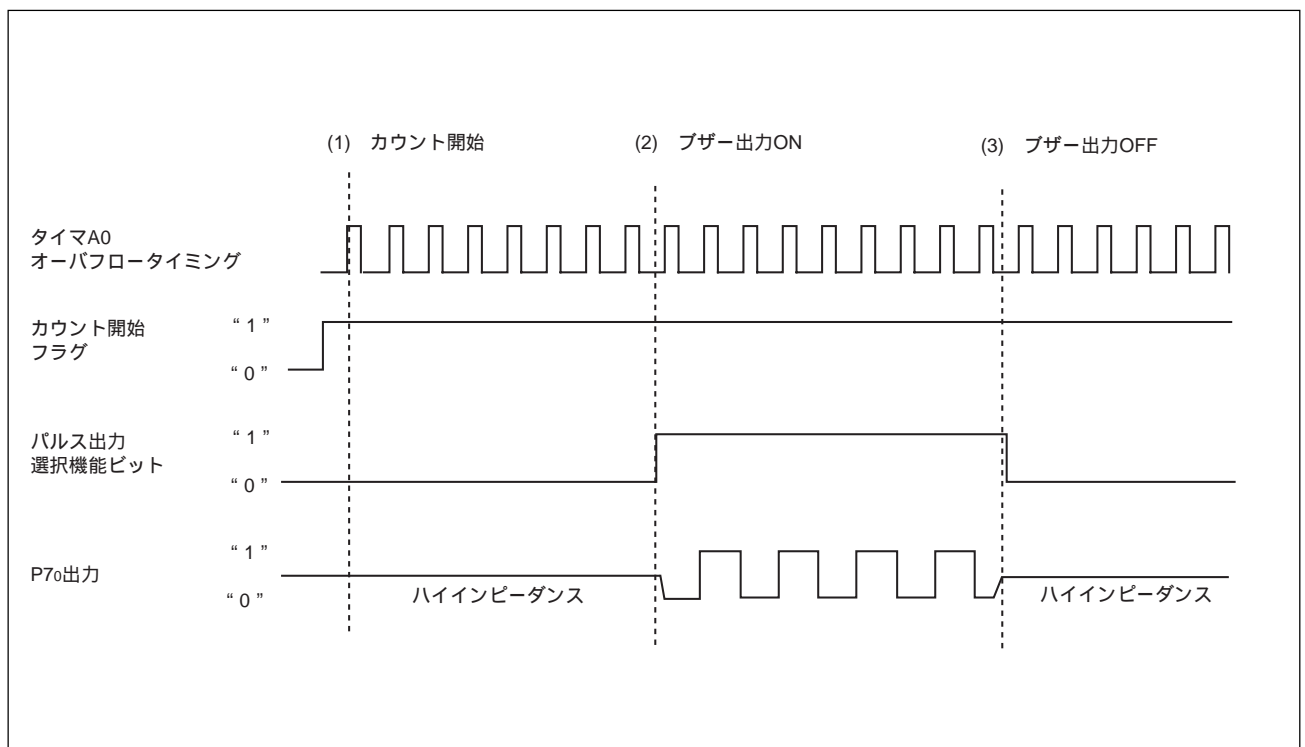 (1) カウント開始
(2) ブザー出力ON
(3) ブザー出力OFF
タイマA0
オーバフロータイミング
カウント開始
フラグ
“ 1 ”
“ 0 ”
パルス出力
選択機能ビット
“ 1 ”
“ 0 ”
P70出力
“ 1 ”
“ 0 ”
ハイインピーダンス
ハイインピーダンス